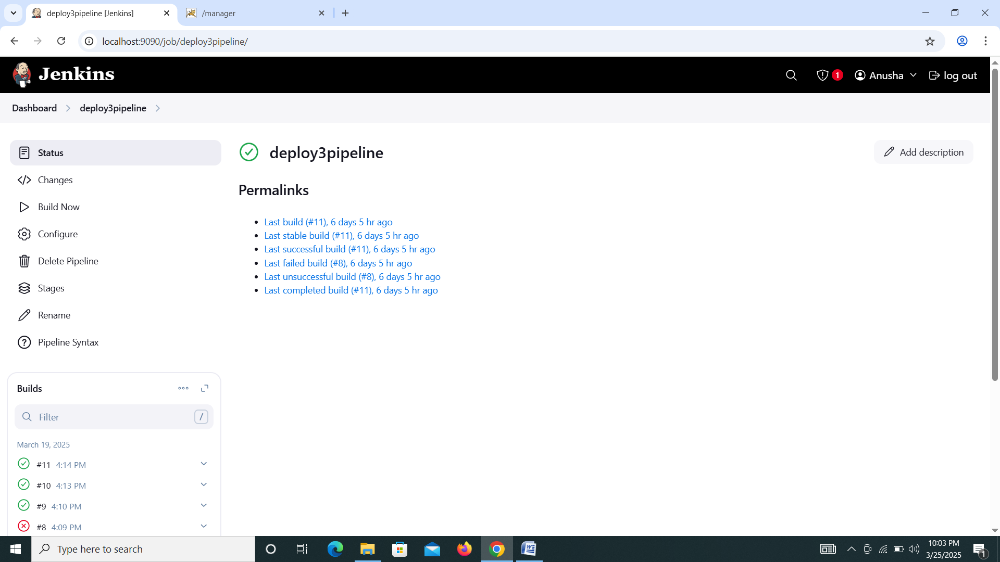 deploy3pipeline [Jenkins]
/manager
localhost:9090/job/deploy3pipeline/
Jenkins
1
Anusha
log out
Dashboard
deploy3pipeline
Status
Changes
Build Now
Configure
Delete Pipeline
Stages
Rename
Pipeline Syntax
deploy3pipeline
Add description
Permalinks
Last build (#11), 6 days 5 hr ago
Last stable build (#11), 6 days 5 hr ago
Last successful build (#11), 6 days 5 hr ago
Last failed build (#8), 6 days 5 hr ago
Last unsuccessful build (#8), 6 days 5 hr ago
Last completed build (#11), 6 days 5 hr ago
Builds
Filter
/
March 19, 2025
#11 4:14 PM
#10 4:13 PM
#9 4:10 PM
#8 4:09 PM
Type here to search
10:03 PM
3/25/2025
1